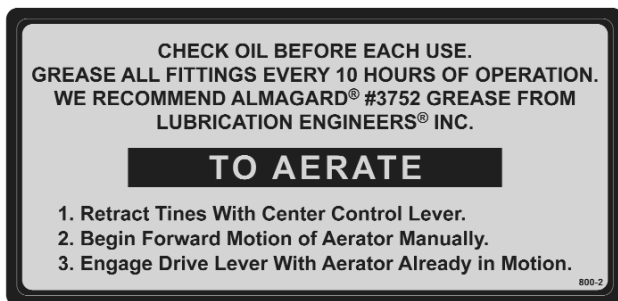 CHECK OIL BEFORE EACH USE.
GREASE ALL FITTINGS EVERY 10 HOURS OF OPERATION.
WE RECOMMEND ALMAGARD® #3752 GREASE FROM
LUBRICATION ENGINEERS® INC.
TO AERATE
1. Retract Tines With Center Control Lever.
2. Begin Forward Motion of Aerator Manually.
3. Engage Drive Lever With Aerator Already in Motion.
800-2